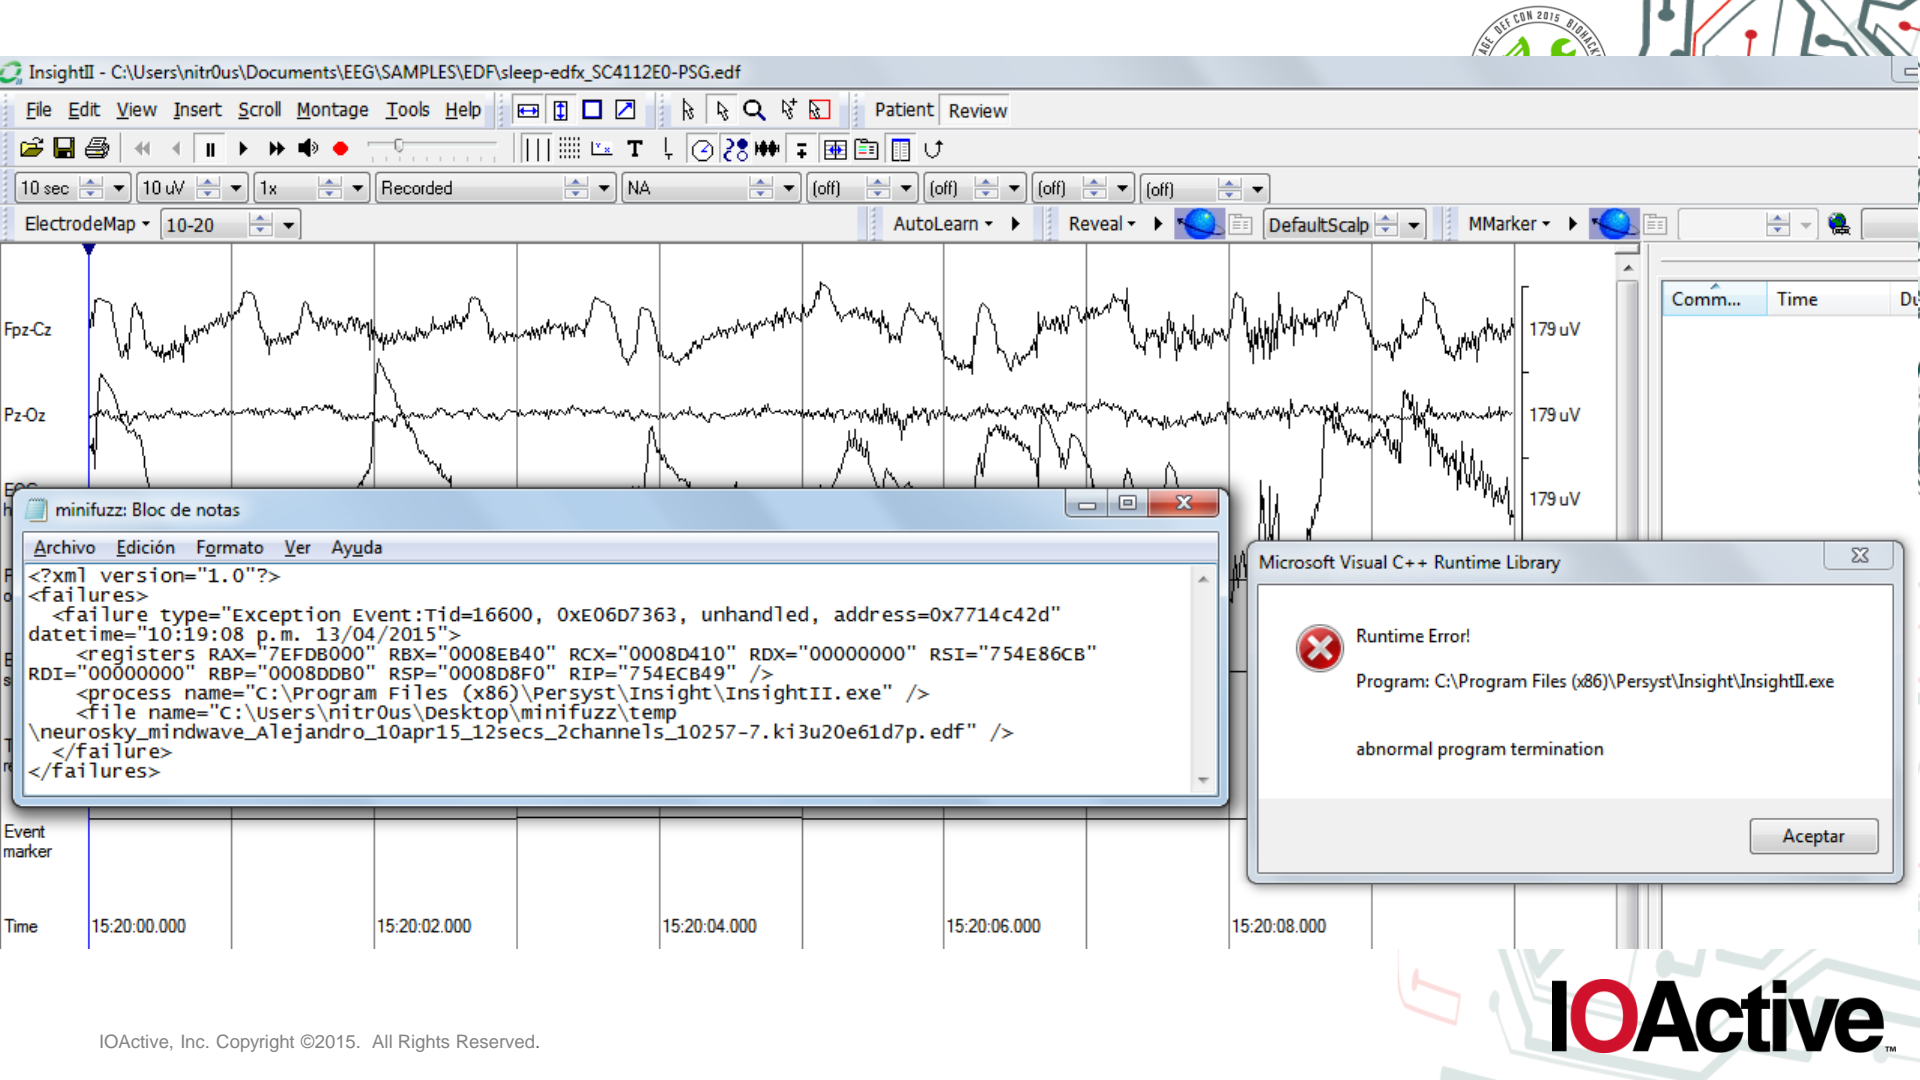 DEF CON 2015 BIOHAC
InsightII - C:\Users\nitr0us\Documents\EEG\SAMPLES\EDF\sleep-edfx_SC4112E0-PSG.edf
File Edit View Insert Scroll Montage Tools Help Patient Review
10 sec 10 uV 1x Recorded NA (off) (off) (off) (off)
ElectrodeMap 10-20 AutoLearn Reveal DefaultScalp MMarker
Comm... Time
Fpz-Cz 179 uV
Pz-Oz 179 uV
179 uV
minifuzz: Bloc de notas
Archivo Edición Formato Ver Ayuda
<?xml version="1.0"?>
<failures>
<failure type="Exception Event:Tid=16600, 0xE06D7363, unhandled, address=0x7714c42d"
datetime="10:19:08 p.m. 13/04/2015">
<registers RAX="7EFDB000" RBX="0008EB40" RCX="0008D410" RDX="00000000" RSI="754E86CB"
RDI="00000000" RBP="0008DDB0" RSP="0008D8F0" RIP="754ECB49" />
<process name="C:\Program Files (x86)\Persyst\Insight\InsightII.exe" />
<file name="C:\Users\nitr0us\Desktop\minifuzz\temp
\neurosky_mindwave_Alejandro_10apr15_12secs_2channels_10257-7.ki3u20e61d7p.edf" />
</failure>
</failures>
Microsoft Visual C++ Runtime Library
Runtime Error!
Program: C:\Program Files (x86)\Persyst\Insight\InsightII.exe
abnormal program termination
Aceptar
Event
marker
Time 15:20:00.000 15:20:02.000 15:20:04.000 15:20:06.000 15:20:08.000
IOActive, Inc. Copyright ©2015. All Rights Reserved.
IOActive™